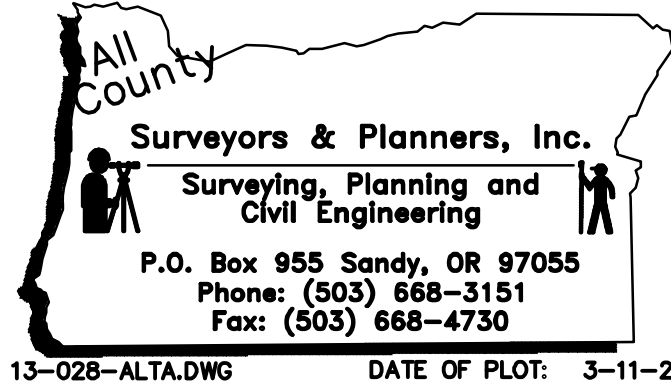 All
County
Surveyors & Planners, Inc.
Surveying, Planning and
Civil Engineering
P.O. Box 955 Sandy, OR 97055
Phone: (503) 668-3151
Fax: (503) 668-4730
13-028-ALTA.DWG DATE OF PLOT: 3-11-2